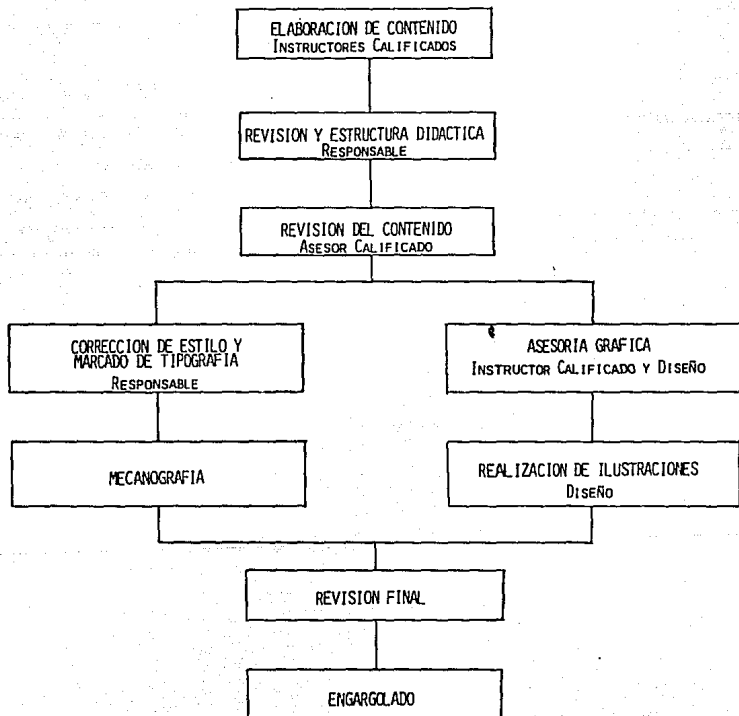 ELABORACION DE CONTENIDO
INSTRUCTORES CALIFICADOS
REVISION Y ESTRUCTURA DIDACTICA
RESPONSABLE
REVISION DEL CONTENIDO
ASESOR CALIFICADO
CORRECCION DE ESTILO Y
MARCADO DE TIPOGRAFIA
RESPONSABLE
ASESORIA GRAFICA
INSTRUCTOR CALIFICADO Y DISEÑO
MECANOGRAFIA
REALIZACION DE ILUSTRACIONES
DISEÑO
REVISION FINAL
ENGARGOLADO